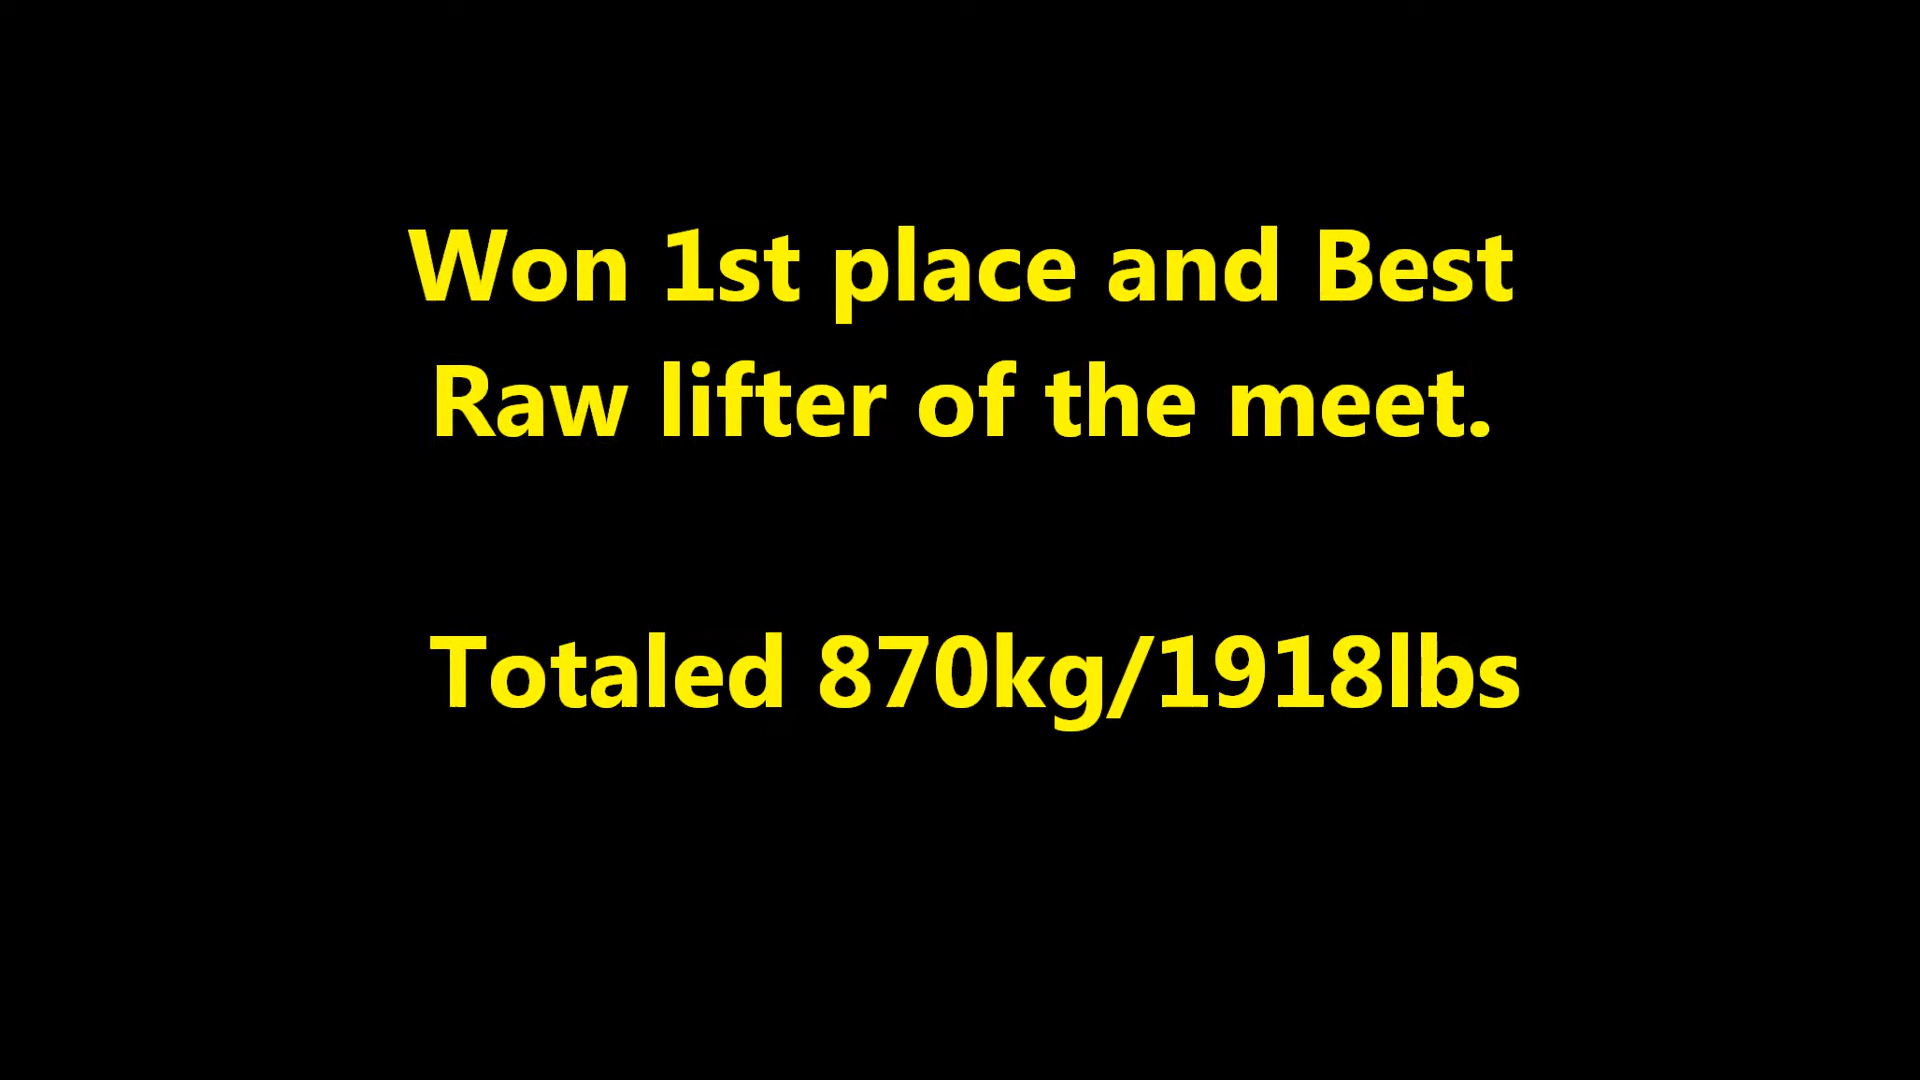 Won 1st place and Best
Raw lifter of the meet.
Totaled 870kg/1918lbs